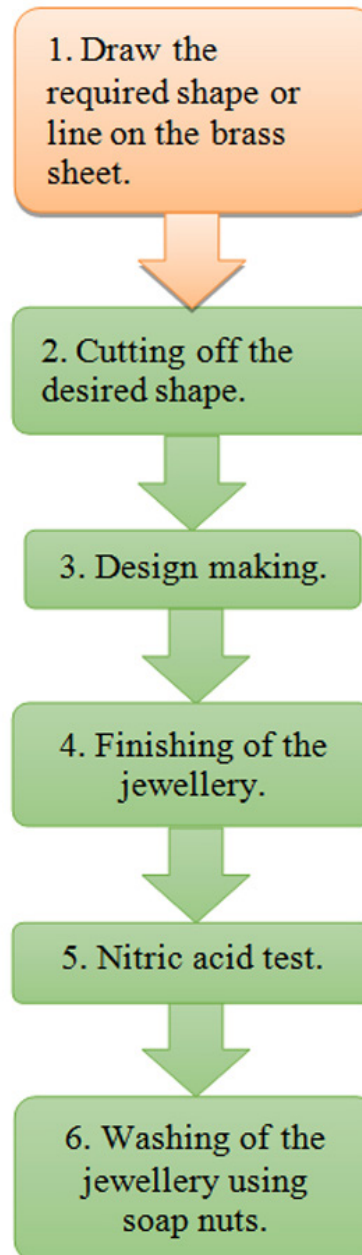 1. Draw the
required shape or
line on the brass
sheet.
2. Cutting off the
desired shape.
3. Design making.
4. Finishing of the
jewellery.
5. Nitric acid test.
6. Washing of the
jewellery using
soap nuts.